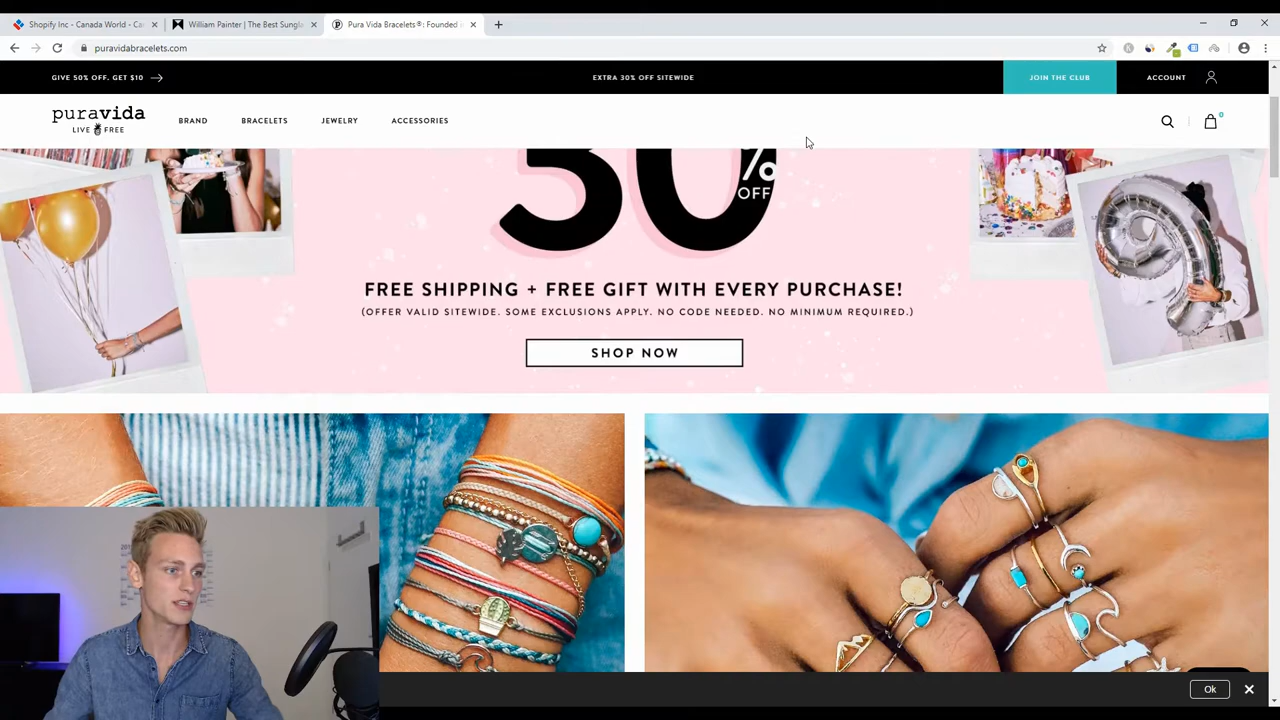 Shopify Inc - Canada World - Ca
William Painter | The Best Sungla
Pura Vida Bracelets®: Founded
puravidabracelets.com
GIVE 50% OFF. GET $10
EXTRA 30% OFF SITEWIDE
JOIN THE CLUB
ACCOUNT
puravida
LIVE FREE
BRAND
BRACELETS
JEWELRY
ACCESSORIES
0
30%
OFF
FREE SHIPPING + FREE GIFT WITH EVERY PURCHASE!
(OFFER VALID SITEWIDE. SOME EXCLUSIONS APPLY. NO CODE NEEDED. NO MINIMUM REQUIRED.)
SHOP NOW
Ok